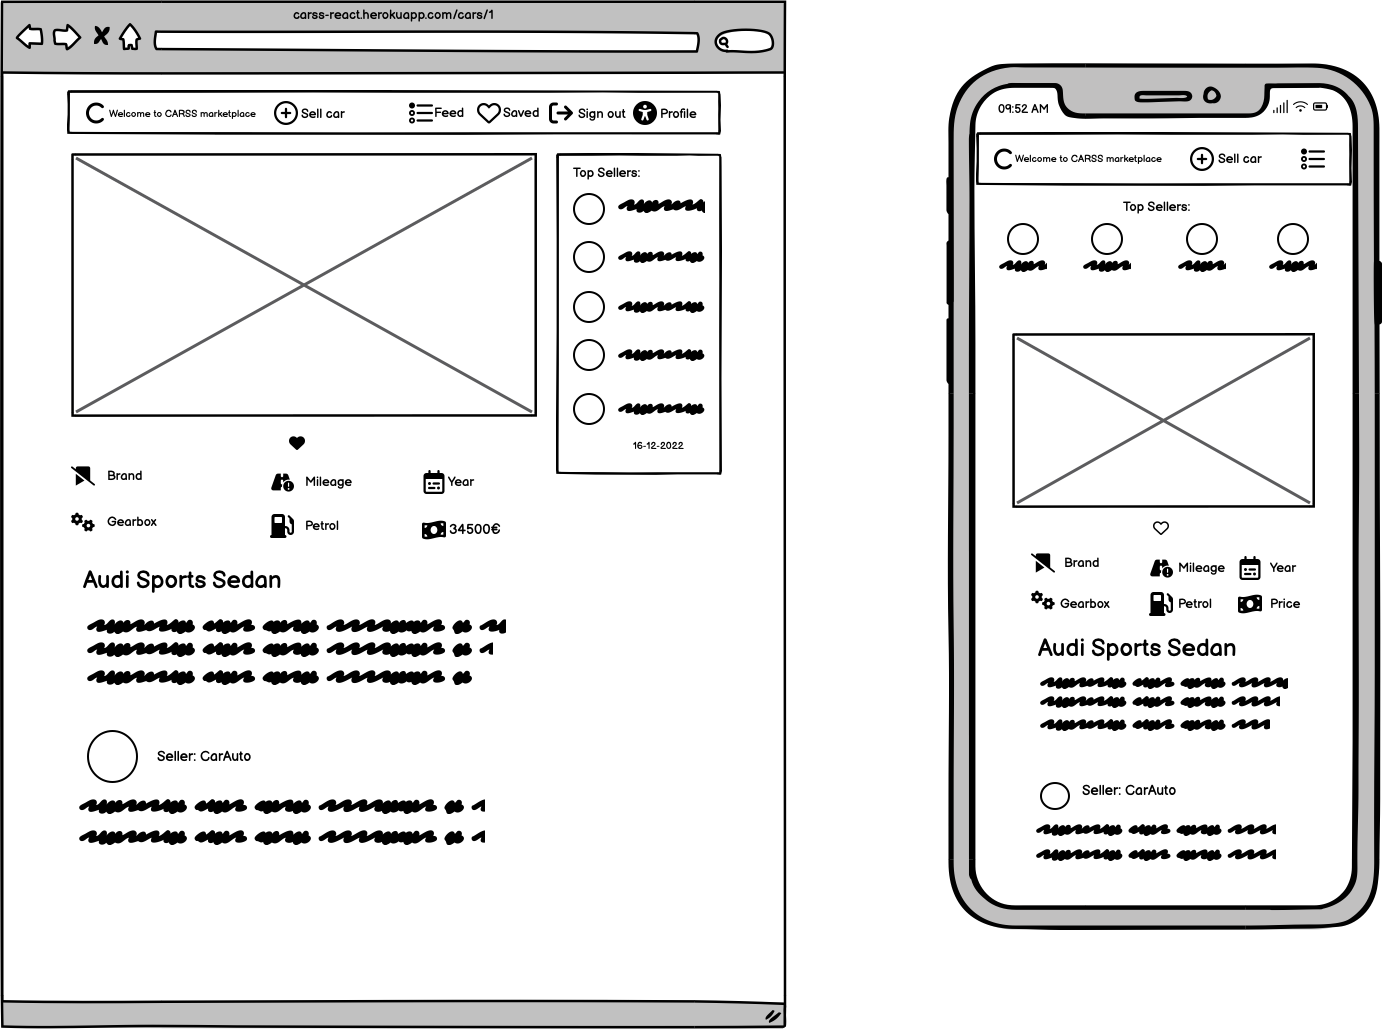 carss-react.herokuapp.com/cars/1
Welcome to CARSS marketplace Sell car Feed Saved Sign out Profile
Top Sellers:
16-12-2022
Brand Mileage Year
Gearbox Petrol 34500€
Audi Sports Sedan
Seller: CarAuto
09:52 AM
Welcome to CARSS marketplace Sell car
Top Sellers:
Brand Mileage Year
Gearbox Petrol Price
Audi Sports Sedan
Seller: CarAuto